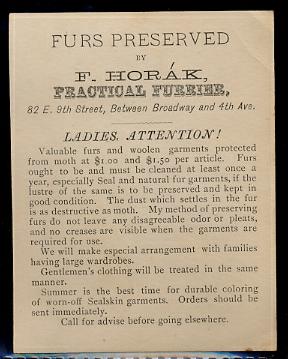 FURS PRESERVED
BY
F. HORÁK,
PRACTICAL FURRIER,
82 E. 9th Street, Between Broadway and 4th Ave.
LADIES, ATTENTION!
Valuable furs and woolen garments protected
from moth at $1.00 and $1.50 per article. Furs
ought to be and must be cleaned at least once a
year, especially Seal and natural fur garments, if the
lustre of the same is to be preserved and kept in
good condition. The dust which settles in the fur
is as destructive as moth. My method of preserving
furs do not leave any disagreeable odor or pleats,
and no creases are visible when the garments are
required for use.
We will make especial arrangement with families
having large wardrobes.
Gentlemen's clothing will be treated in the same
manner.
Summer is the best time for durable coloring
of worn-off Sealskin garments. Orders should be
sent immediately.
Call for advise before going elsewhere.